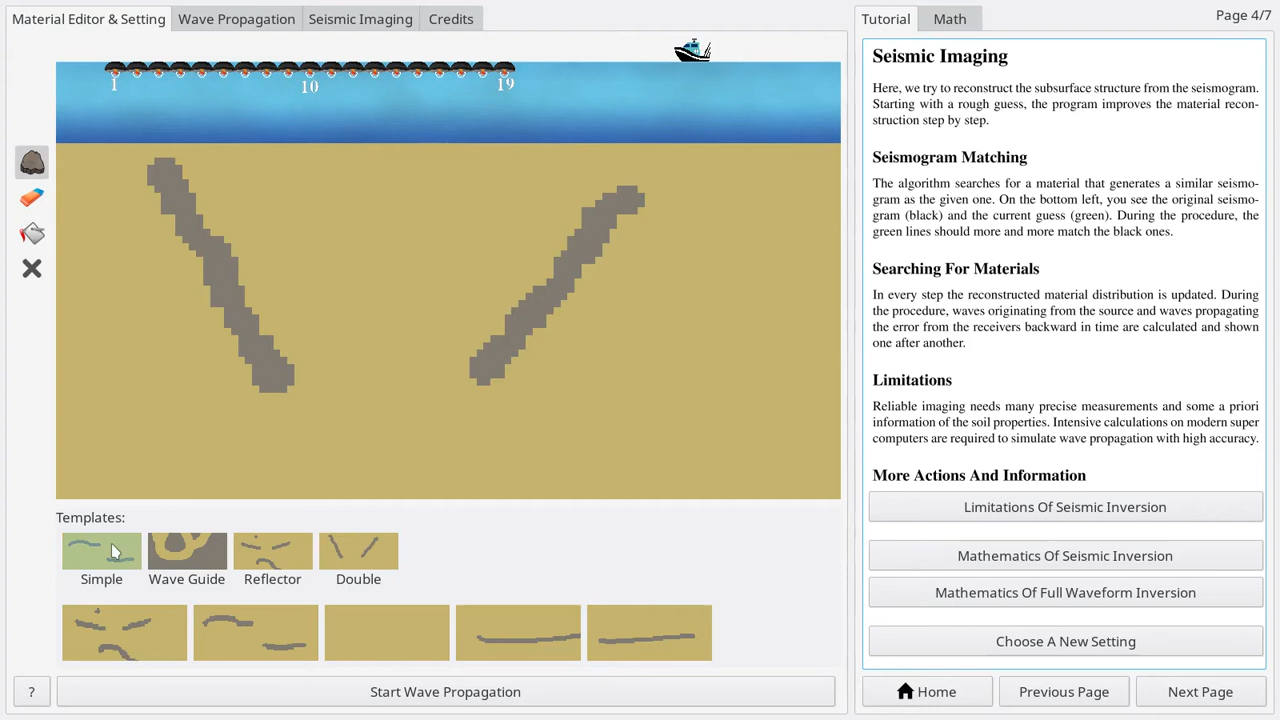 Material Editor & Setting
Wave Propagation
Seismic Imaging
Credits
1
10
19
Templates:
Simple
Wave Guide
Reflector
Double
?
Start Wave Propagation
Tutorial
Math
Page 4/7
Seismic Imaging
Here, we try to reconstruct the subsurface structure from the seismogram.
Starting with a rough guess, the program improves the material recon-
struction step by step.
Seismogram Matching
The algorithm searches for a material that generates a similar seismo-
gram as the given one. On the bottom left, you see the original seismo-
gram (black) and the current guess (green). During the procedure, the
green lines should more and more match the black ones.
Searching For Materials
In every step the reconstructed material distribution is updated. During
the procedure, waves originating from the source and waves propagating
the error from the receivers backward in time are calculated and shown
one after another.
Limitations
Reliable imaging needs many precise measurements and some a priori
information of the soil properties. Intensive calculations on modern super
computers are required to simulate wave propagation with high accuracy.
More Actions And Information
Limitations Of Seismic Inversion
Mathematics Of Seismic Inversion
Mathematics Of Full Waveform Inversion
Choose A New Setting
Home
Previous Page
Next Page